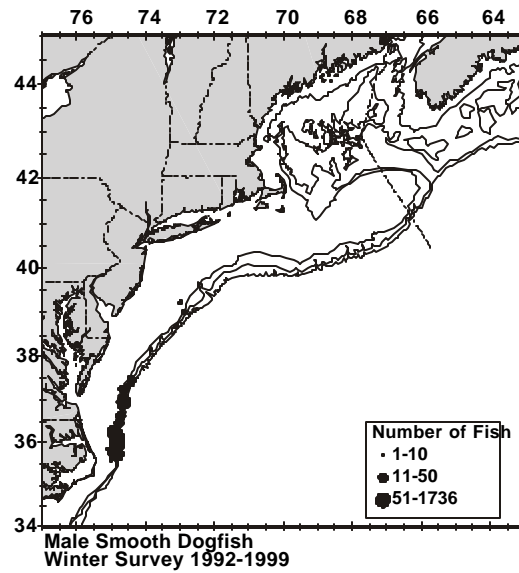 76 74 72 70 68 66 64
44
42
40
38
36
34
Number of Fish
1-10
11-50
51-1736
Male Smooth Dogfish
Winter Survey 1992-1999